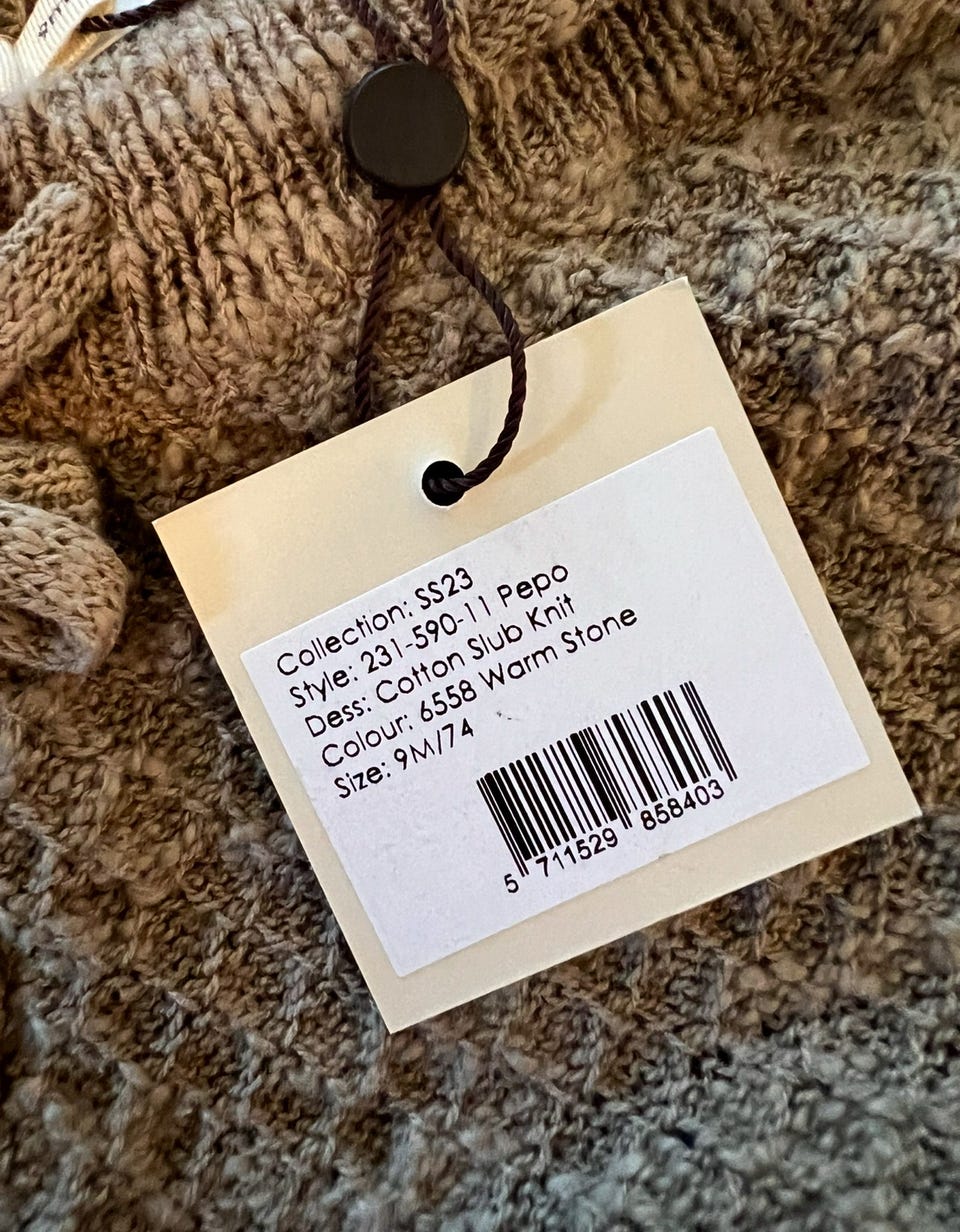 Collection: SS23
Style: 231-590-11 Pepo
Dess: Cotton Slub Knit
Colour: 6558 Warm Stone
Size: 9M/74
5 711529 858403